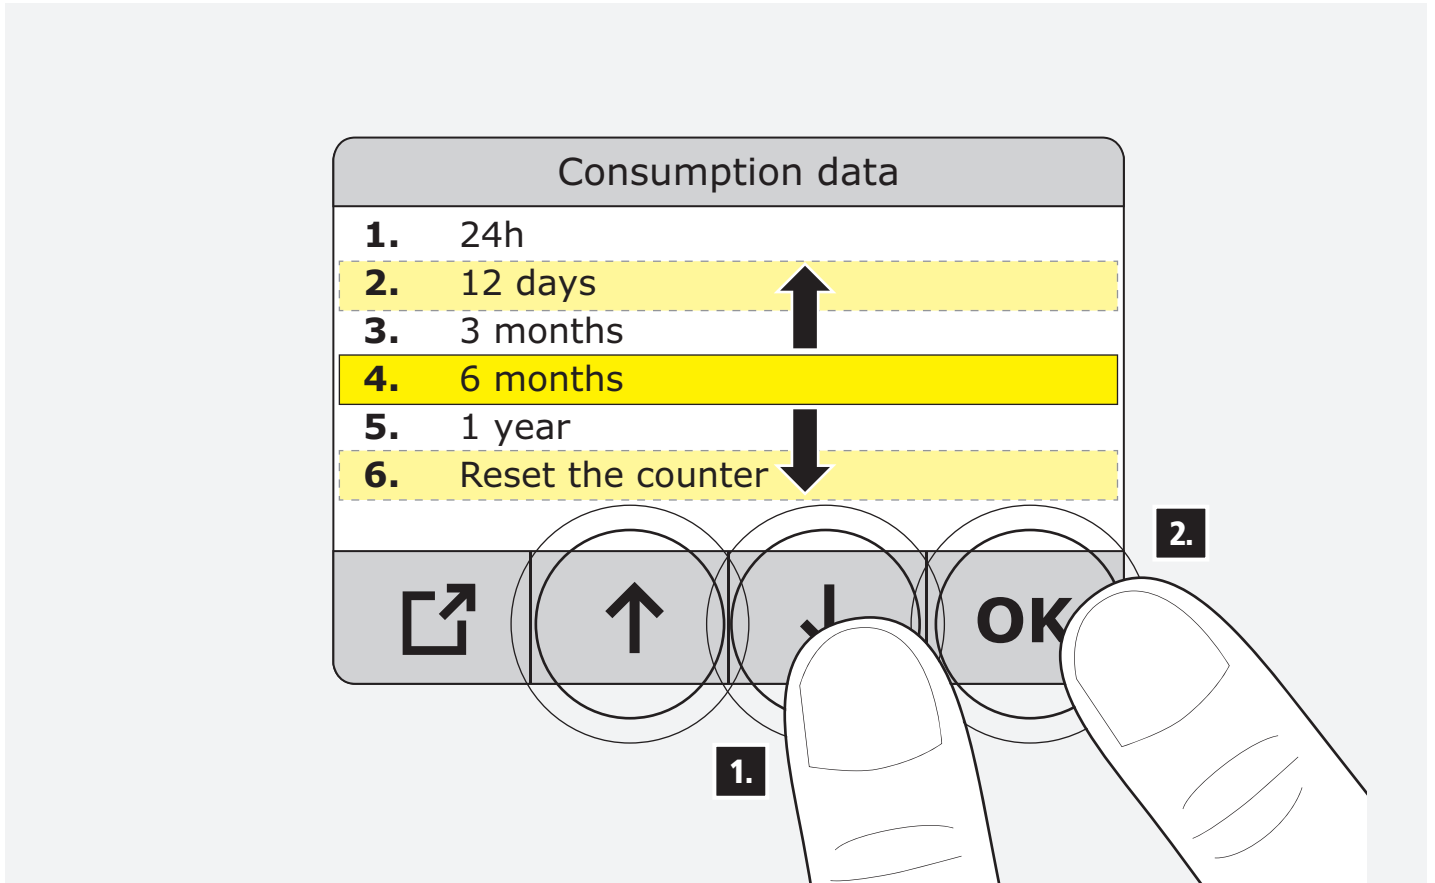 Consumption data
1. 24h
2. 12 days
3. 3 months
4. 6 months
5. 1 year
6. Reset the counter
2.
OK
1.